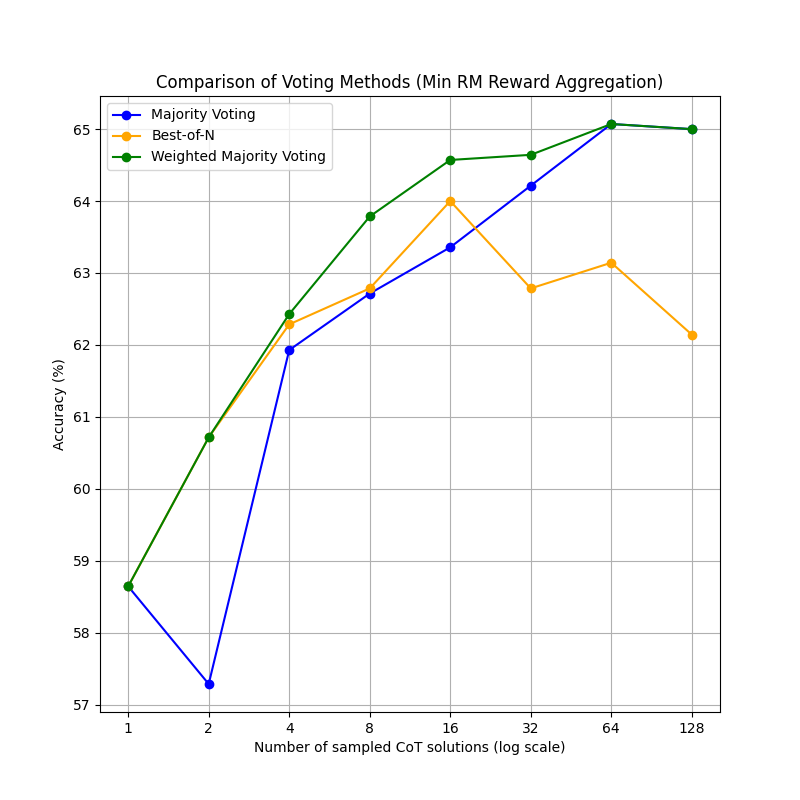 Comparison of Voting Methods (Min RM Reward Aggregation)
Majority Voting
Best-of-N
Weighted Majority Voting
65
64
63
62
61
60
59
58
57
Accuracy (%)
1 2 4 8 16 32 64 128
Number of sampled CoT solutions (log scale)